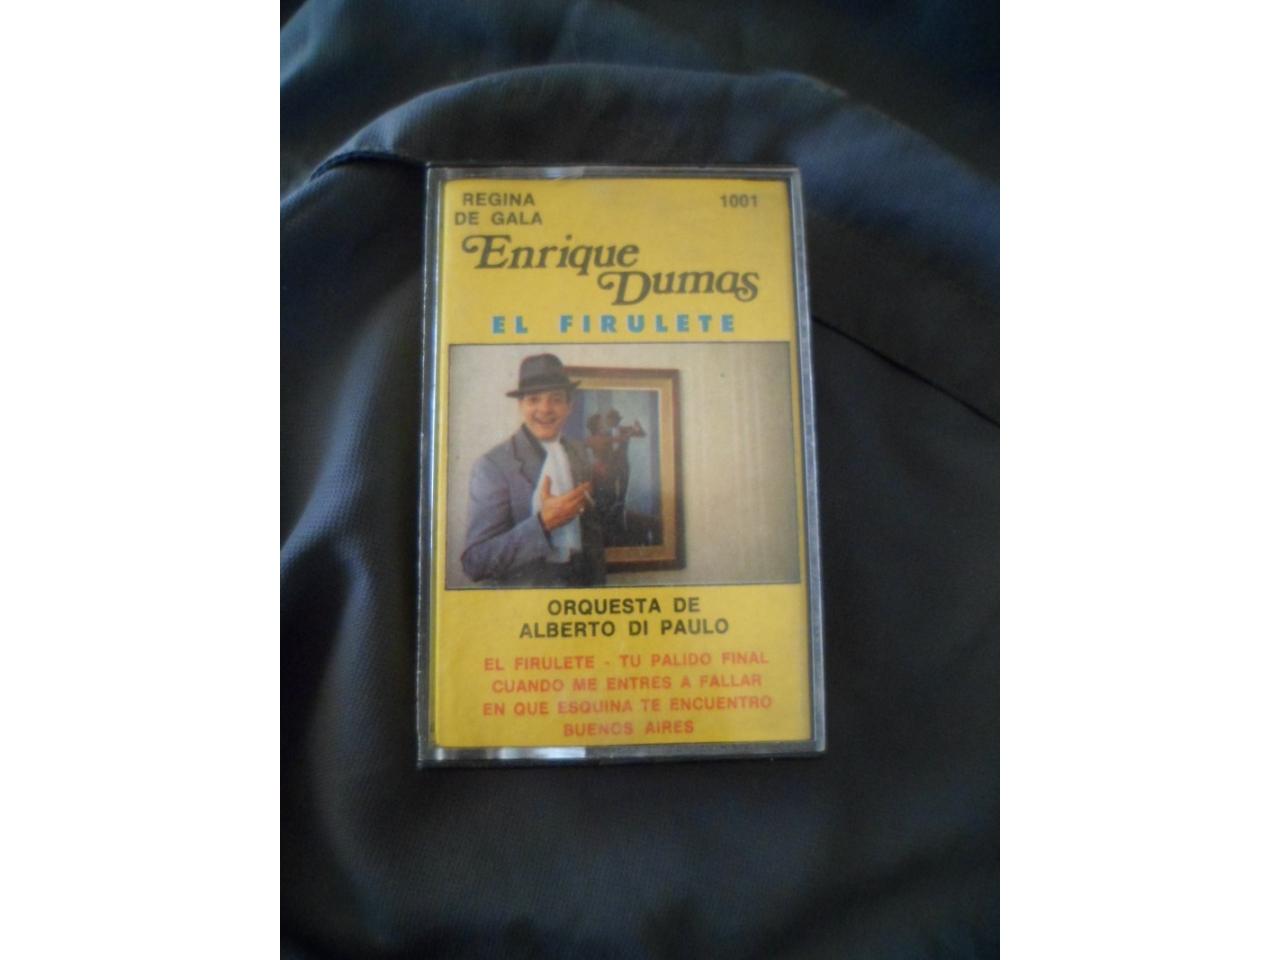 REGINA
DE GALA
1001
Enrique
Dumas
EL FIRULETE
ORQUESTA DE
ALBERTO DI PAULO
EL FIRULETE - TU PALIDO FINAL
CUANDO ME ENTRES A FALLAR
EN QUE ESQUINA TE ENCUENTRO
BUENOS AIRES